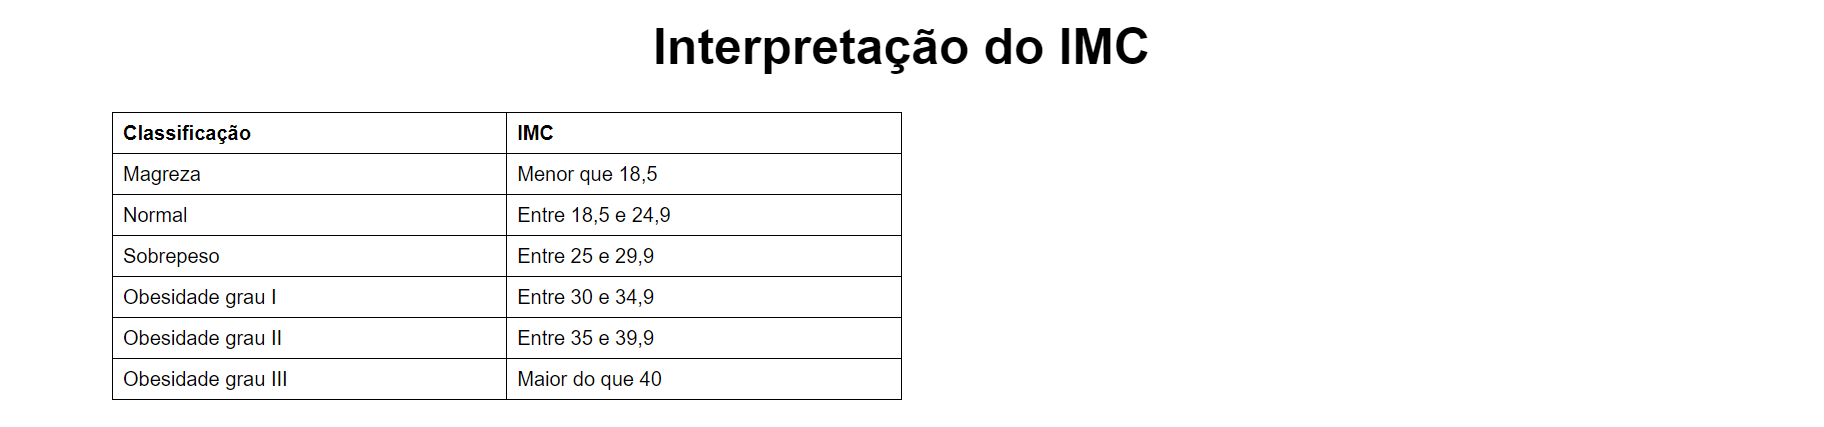 Interpretação do IMC
Classificação IMC
Magreza Menor que 18,5
Normal Entre 18,5 e 24,9
Sobrepeso Entre 25 e 29,9
Obesidade grau I Entre 30 e 34,9
Obesidade grau II Entre 35 e 39,9
Obesidade grau III Maior do que 40